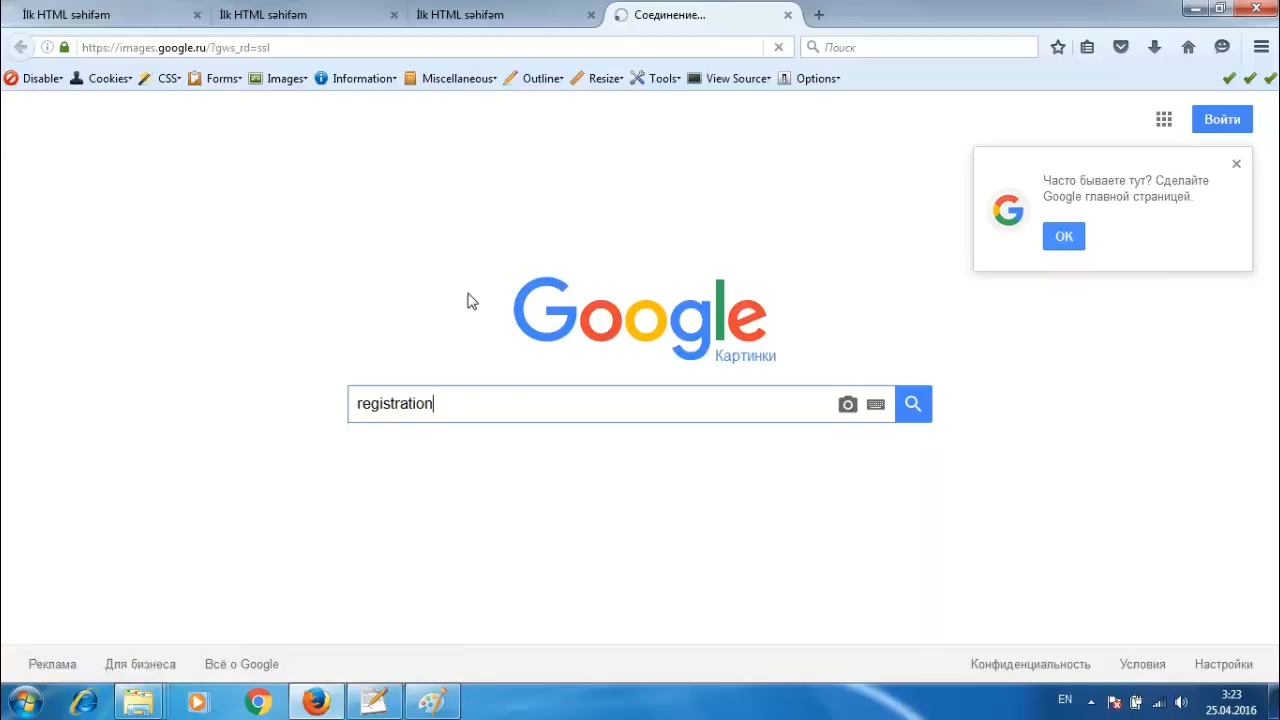 İlk HTML səhifəm
İlk HTML səhifəm
İlk HTML səhifəm
Соединение...
https://images.google.ru/?gws_rd=ssl
Поиск
Disable
Cookies
CSS
Forms
Images
Information
Miscellaneous
Outline
Resize
Tools
View Source
Options
Войти
Часто бываете тут? Сделайте
Google главной страницей.
ОК
Google
Картинки
registration
Реклама
Для бизнеса
Всё о Google
Конфиденциальность
Условия
Настройки
EN
3:23
25.04.2016